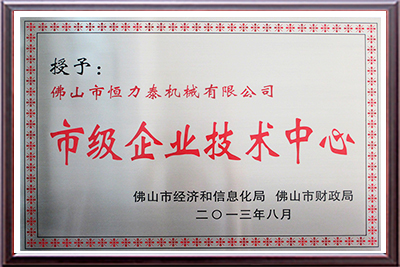 授予：
佛山市恒力泰机械有限公司
市级企业技术中心
佛山市经济和信息化局 佛山市财政局
二〇一三年八月